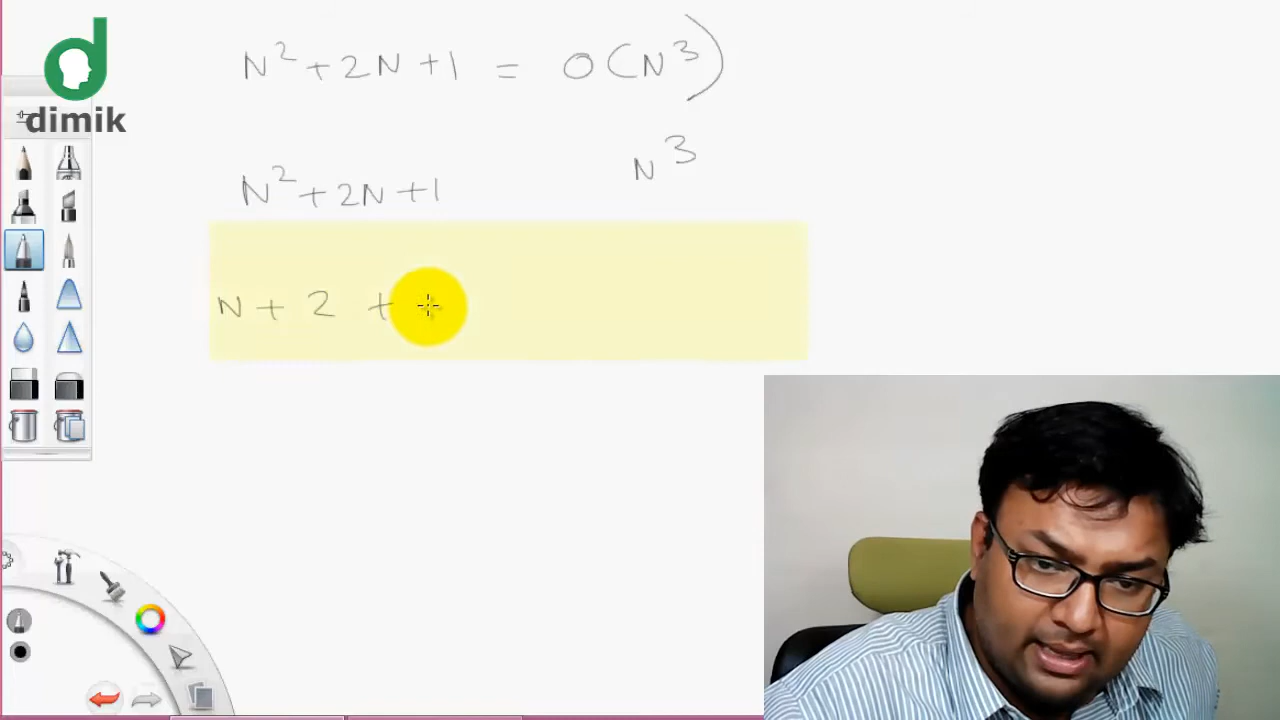 dimik
N² + 2N + 1 = O(N³)
N³
N² + 2N + 1
N + 2 +